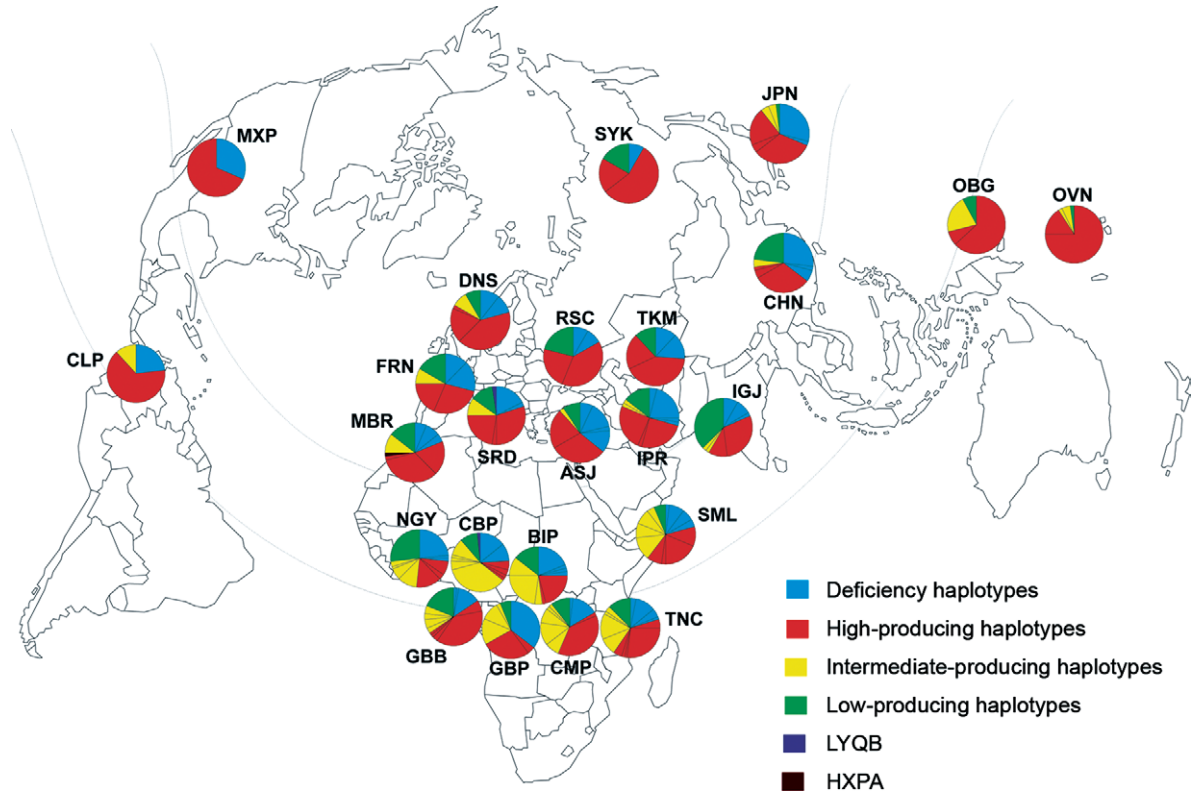 JPN
MXP
SYK
OBG
OVN
DNS
CHN
RSC
TKM
CLP
FRN
IGJ
MBR
SRD
ASJ
IPR
SML
NGY
CBP
BIP
Deficiency haplotypes
TNC
High-producing haplotypes
GBB
GBP
CMP
Intermediate-producing haplotypes
Low-producing haplotypes
LYQB
HXPA